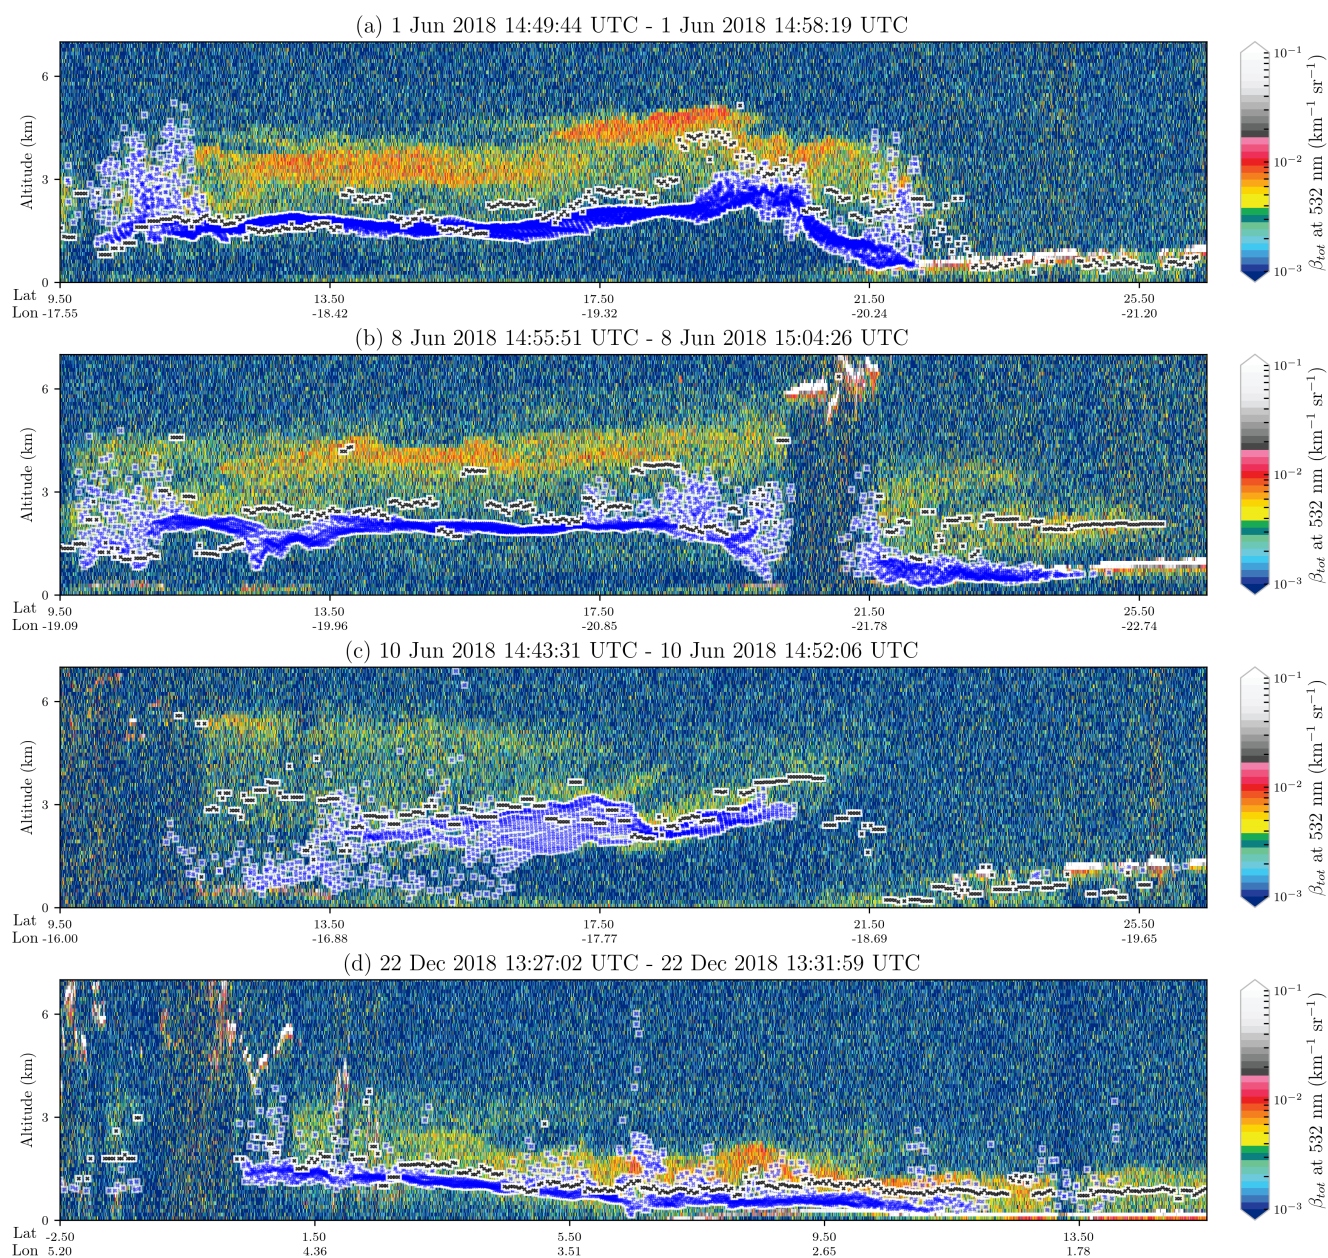 (a) 1 Jun 2018 14:49:44 UTC - 1 Jun 2018 14:58:19 UTC
Altitude (km)
6
3
0
Lat 9.50 13.50 17.50 21.50 25.50
Lon -17.55 -18.42 -19.32 -20.24 -21.20
10⁻¹
10⁻²
10⁻³
β_tot at 532 nm (km⁻¹ sr⁻¹)
(b) 8 Jun 2018 14:55:51 UTC - 8 Jun 2018 15:04:26 UTC
Altitude (km)
6
3
0
Lat 9.50 13.50 17.50 21.50 25.50
Lon -19.09 -19.96 -20.85 -21.78 -22.74
10⁻¹
10⁻²
10⁻³
β_tot at 532 nm (km⁻¹ sr⁻¹)
(c) 10 Jun 2018 14:43:31 UTC - 10 Jun 2018 14:52:06 UTC
Altitude (km)
6
3
0
Lat 9.50 13.50 17.50 21.50 25.50
Lon -16.00 -16.88 -17.77 -18.69 -19.65
10⁻¹
10⁻²
10⁻³
β_tot at 532 nm (km⁻¹ sr⁻¹)
(d) 22 Dec 2018 13:27:02 UTC - 22 Dec 2018 13:31:59 UTC
Altitude (km)
6
3
0
Lat -2.50 1.50 5.50 9.50 13.50
Lon 5.20 4.36 3.51 2.65 1.78
10⁻¹
10⁻²
10⁻³
β_tot at 532 nm (km⁻¹ sr⁻¹)